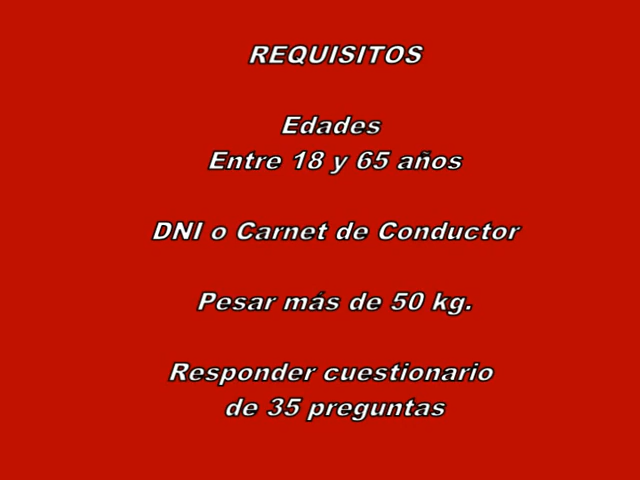 REQUISITOS
Edades
Entre 18 y 65 años
DNI o Carnet de Conductor
Pesar más de 50 kg.
Responder cuestionario
de 35 preguntas